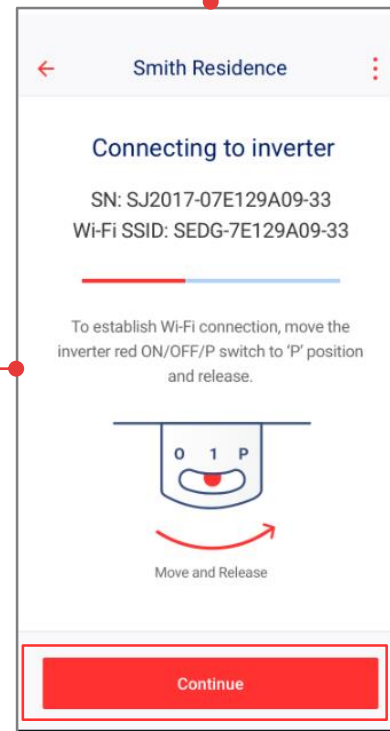 Smith Residence
Connecting to inverter
SN: SJ2017-07E129A09-33
Wi-Fi SSID: SEDG-7E129A09-33
To establish Wi-Fi connection, move the
inverter red ON/OFF/P switch to ‘P’ position
and release.
0 1 P
Move and Release
Continue